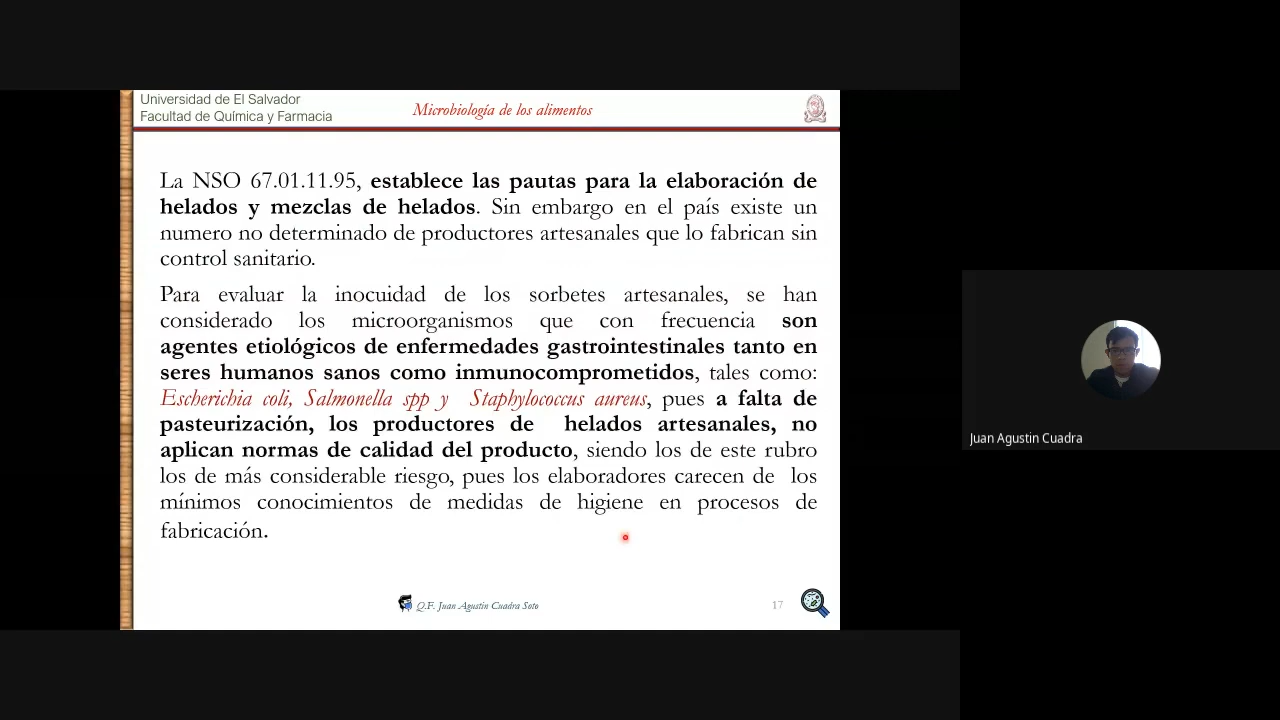 Universidad de El Salvador
Facultad de Química y Farmacia
Microbiología de los alimentos
La NSO 67.01.11.95, establece las pautas para la elaboración de
helados y mezclas de helados. Sin embargo en el país existe un
numero no determinado de productores artesanales que lo fabrican sin
control sanitario.
Para evaluar la inocuidad de los sorbetes artesanales, se han
considerado los microorganismos que con frecuencia son
agentes etiológicos de enfermedades gastrointestinales tanto en
seres humanos sanos como inmunocomprometidos, tales como:
Escherichia coli, Salmonella spp y Staphylococcus aureus, pues a falta de
pasteurización, los productores de helados artesanales, no
aplican normas de calidad del producto, siendo los de este rubro
los de más considerable riesgo, pues los elaboradores carecen de los
mínimos conocimientos de medidas de higiene en procesos de
fabricación.
Q.F. Juan Agustín Cuadra Soto
17
Juan Agustin Cuadra